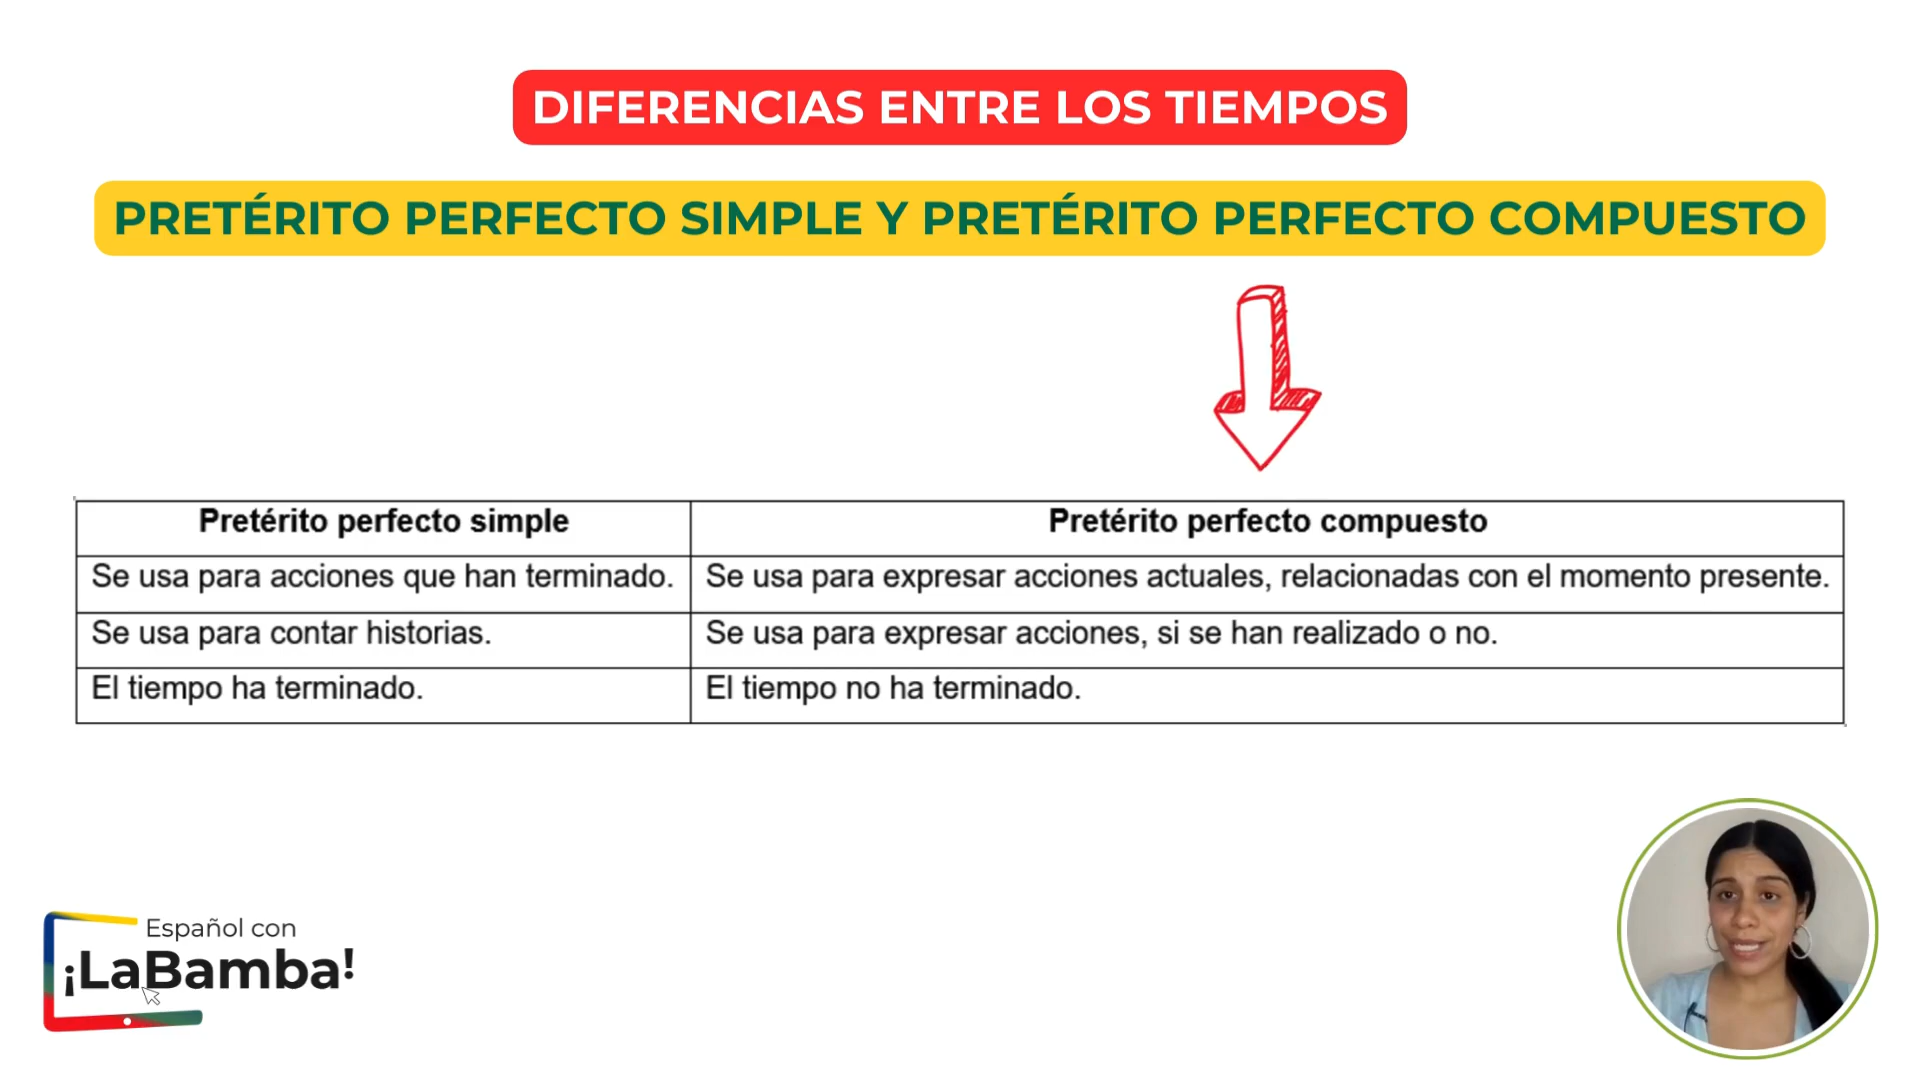 DIFERENCIAS ENTRE LOS TIEMPOS
PRETÉRITO PERFECTO SIMPLE Y PRETÉRITO PERFECTO COMPUESTO
Pretérito perfecto simple
Pretérito perfecto compuesto
Se usa para acciones que han terminado.
Se usa para expresar acciones actuales, relacionadas con el momento presente.
Se usa para contar historias.
Se usa para expresar acciones, si se han realizado o no.
El tiempo ha terminado.
El tiempo no ha terminado.
Español con
¡LaBamba!